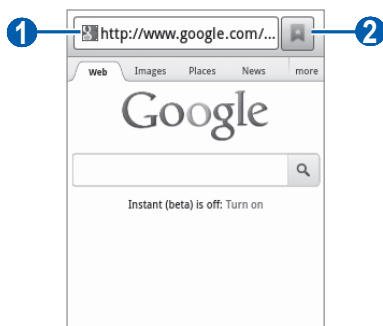 1 http://www.google.com/... 2
Web Images Places News more
Google
Instant (beta) is off: Turn on